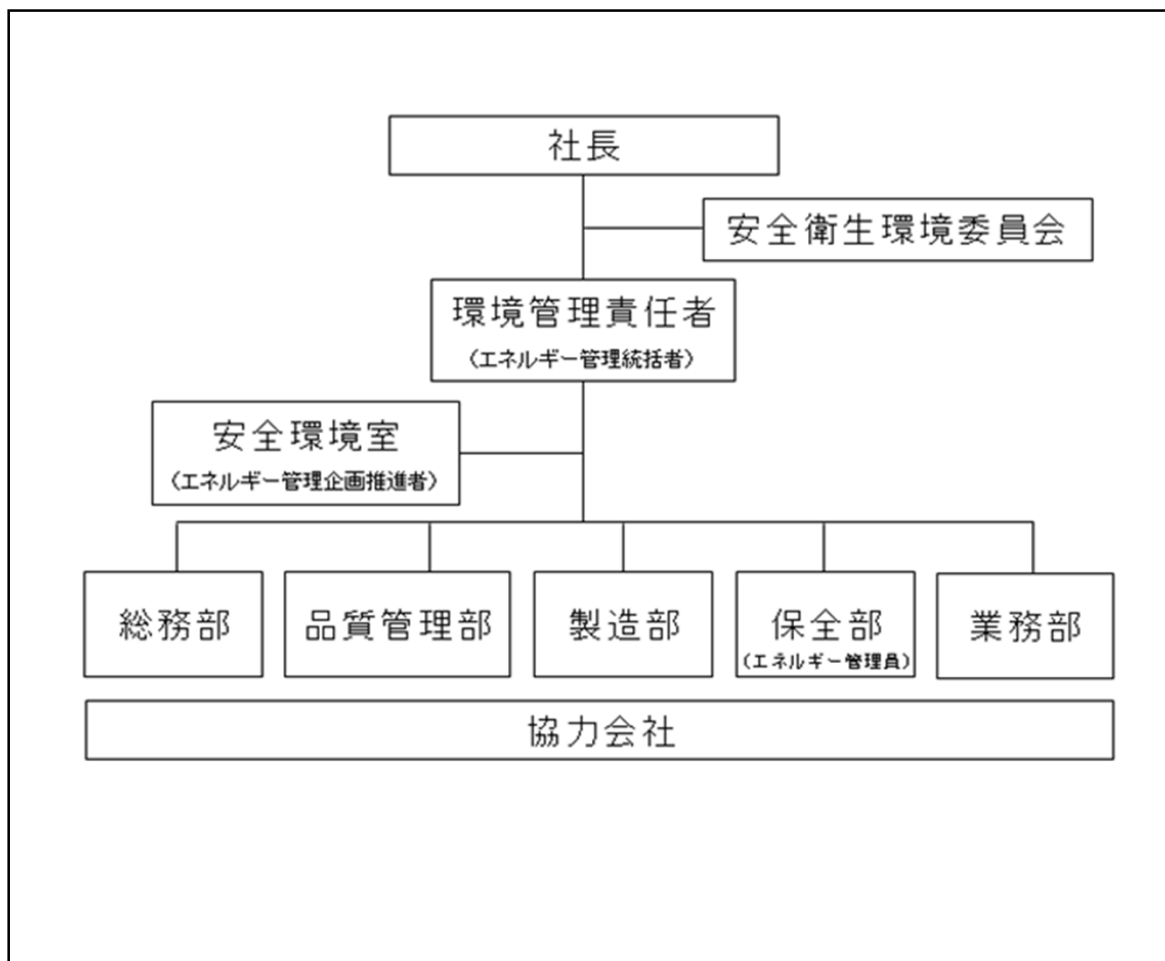 社長
安全衛生環境委員会
環境管理責任者
（エネルギー管理統括者）
安全環境室
（エネルギー管理企画推進者）
総務部
品質管理部
製造部
保全部
（エネルギー管理員）
業務部
協力会社